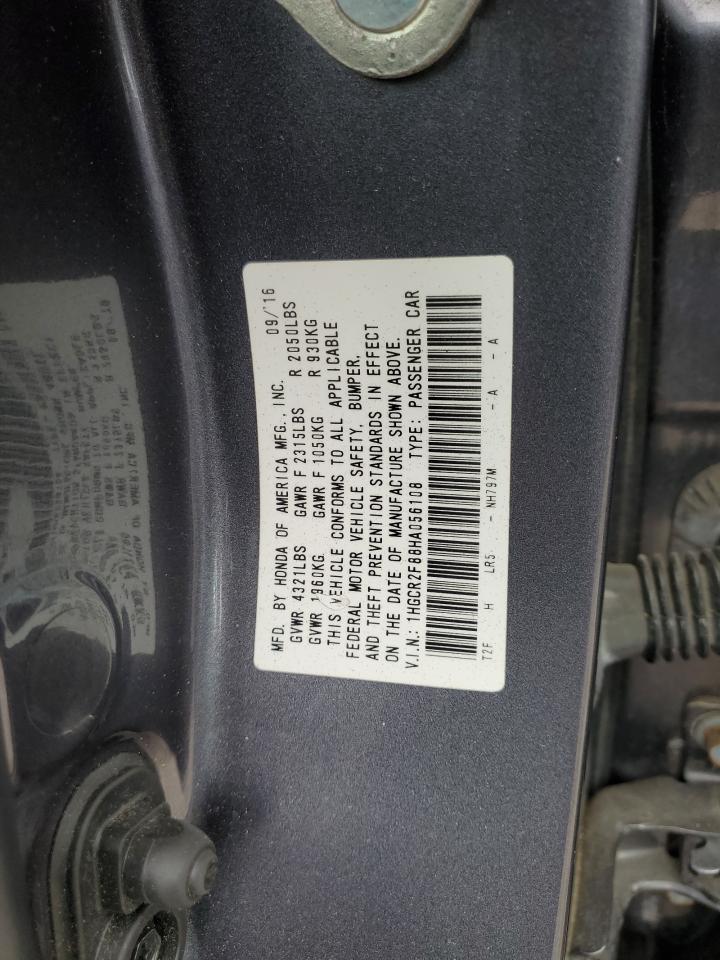 MFD. BY HONDA OF AMERICA MFG., INC. 09/'16
GVWR 4321LBS GAWR F 2315LBS R 2050LBS
GVWR 1960KG GAWR F 1050KG R 930KG
THIS VEHICLE CONFORMS TO ALL APPLICABLE
FEDERAL MOTOR VEHICLE SAFETY, BUMPER,
AND THEFT PREVENTION STANDARDS IN EFFECT
ON THE DATE OF MANUFACTURE SHOWN ABOVE.
V.I.N.: 1HGCR2F88HA056108 TYPE: PASSENGER CAR
T2F H LR5 - NH797M - A - A